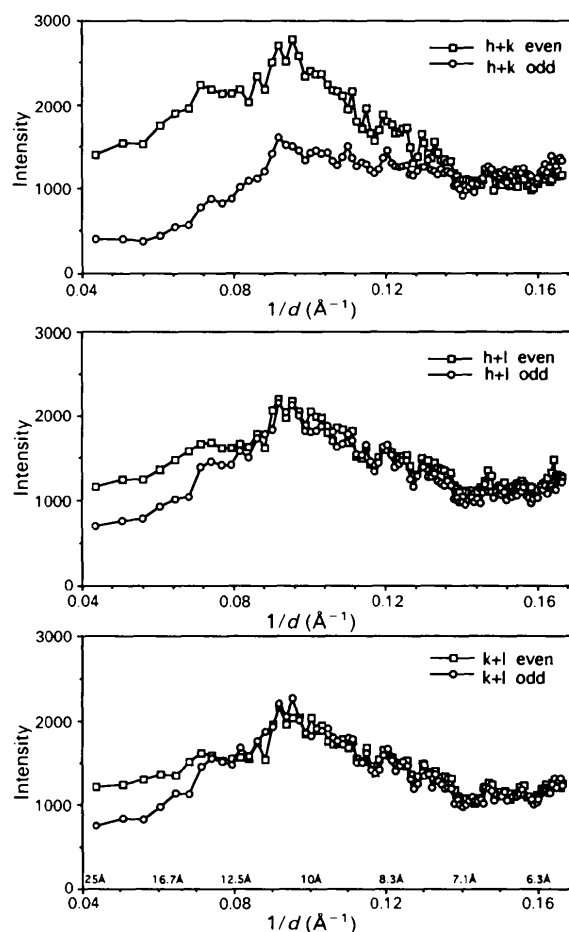 3000
2000
1000
0
Intensity
h+k even
h+k odd
0.04 0.08 0.12 0.16
1/d (Å⁻¹)
3000
2000
1000
0
Intensity
h+l even
h+l odd
0.04 0.08 0.12 0.16
1/d (Å⁻¹)
3000
2000
1000
0
Intensity
k+l even
k+l odd
25Å 16.7Å 12.5Å 10Å 8.3Å 7.1Å 6.3Å
0.04 0.08 0.12 0.16
1/d (Å⁻¹)